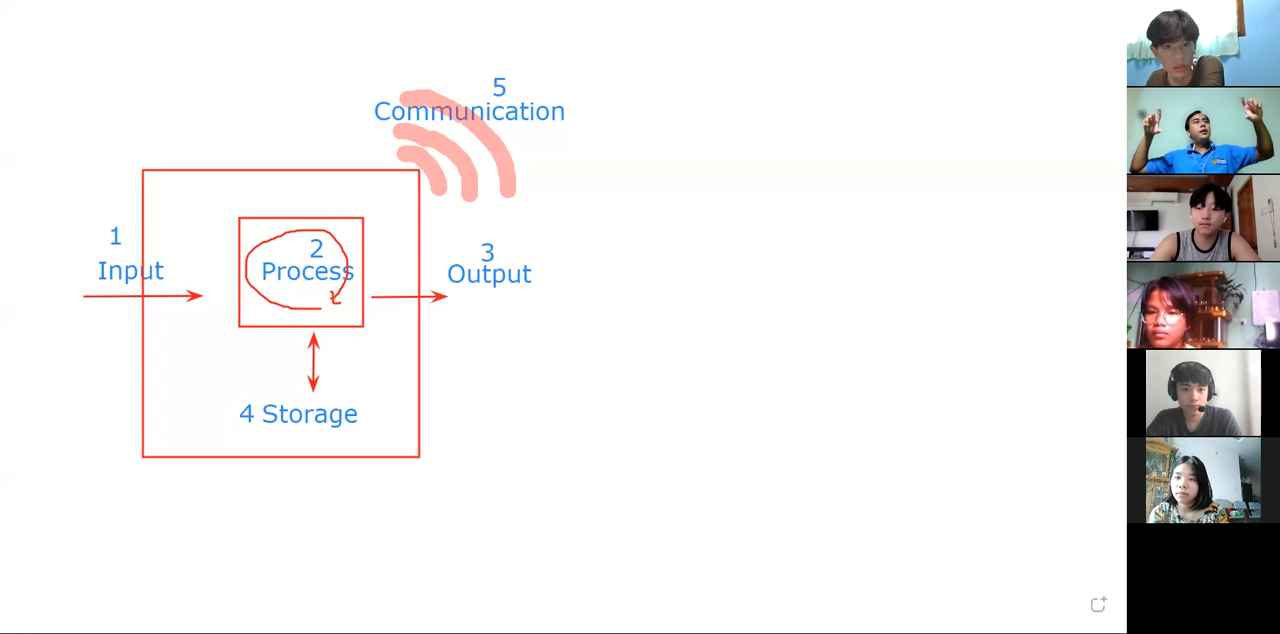 5
Communication
1
Input
2
Process
3
Output
4 Storage